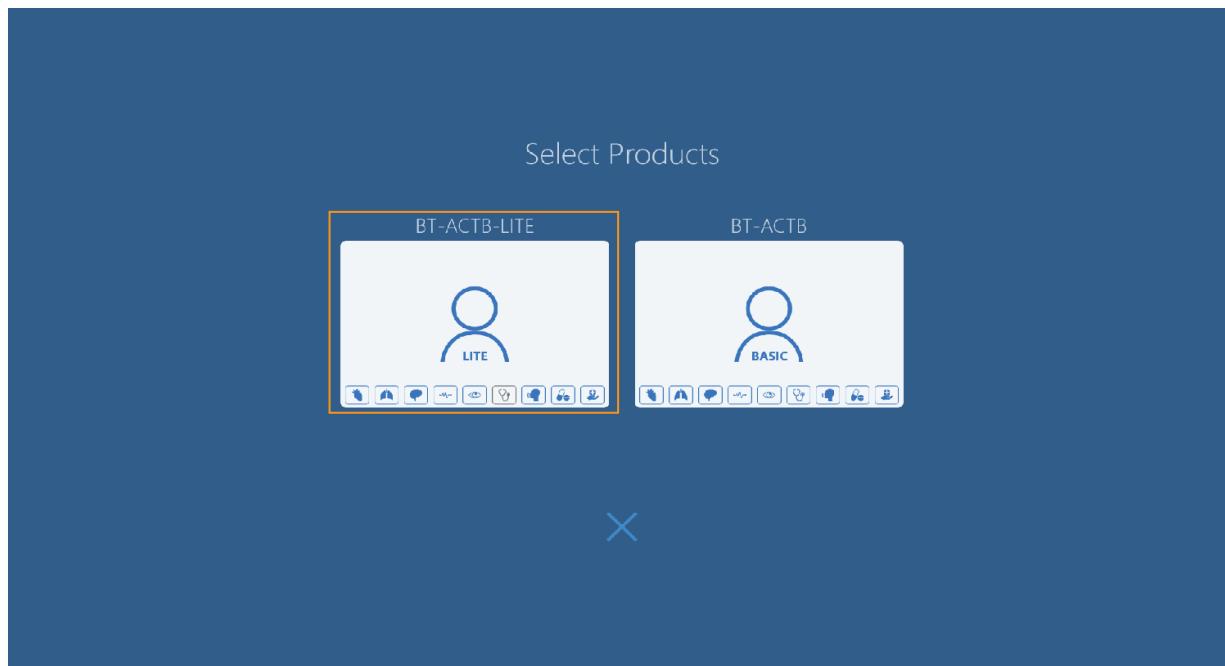 Select Products
BT-ACTB-LITE
BT-ACTB
LITE
BASIC